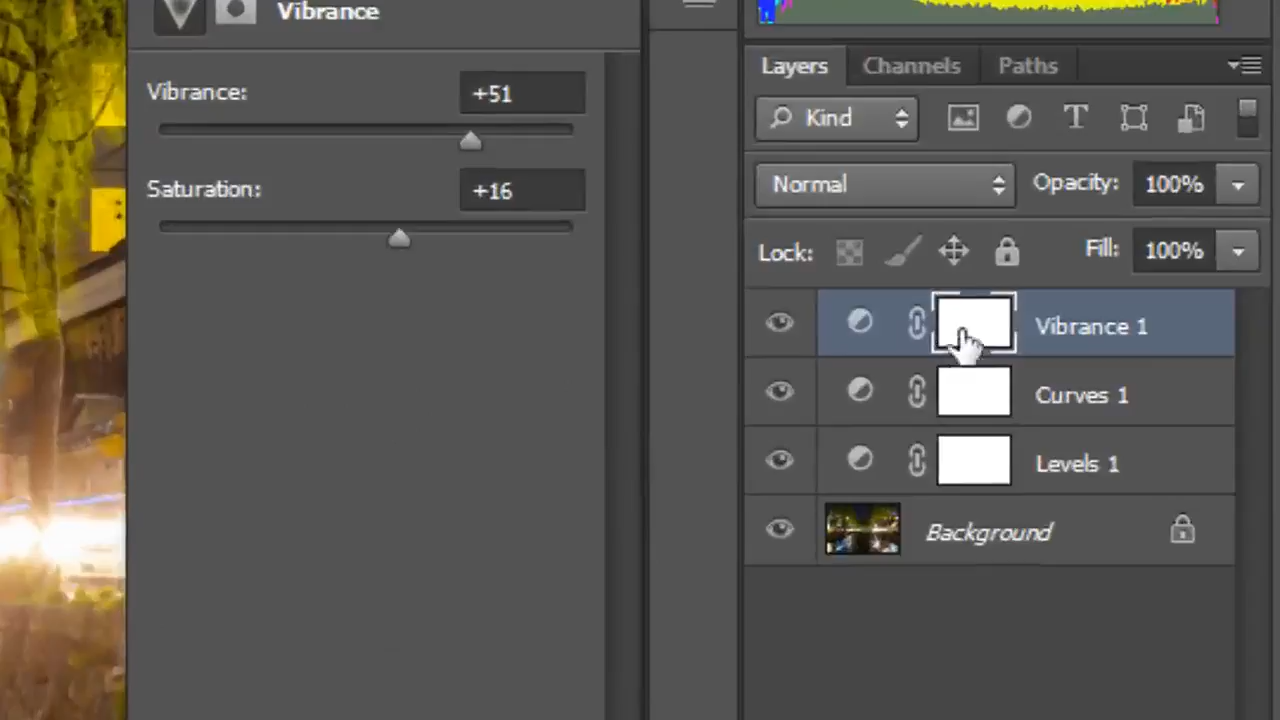 Vibrance
Vibrance: +51
Saturation: +16
Layers Channels Paths
Kind T
Normal Opacity: 100%
Lock: Fill: 100%
Vibrance 1
Curves 1
Levels 1
Background